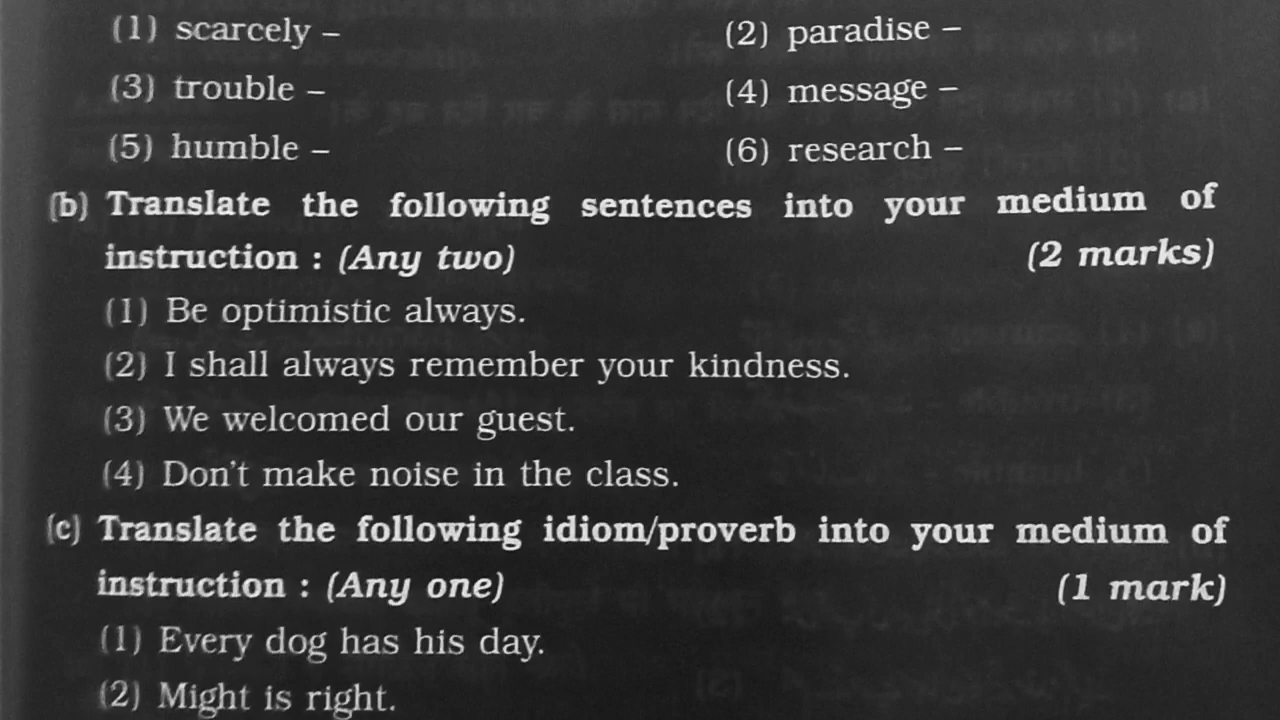 (1) scarcely – (2) paradise –
(3) trouble – (4) message –
(5) humble – (6) research –
(b) Translate the following sentences into your medium of
instruction : (Any two) (2 marks)
(1) Be optimistic always.
(2) I shall always remember your kindness.
(3) We welcomed our guest.
(4) Don't make noise in the class.
(c) Translate the following idiom/proverb into your medium of
instruction : (Any one) (1 mark)
(1) Every dog has his day.
(2) Might is right.